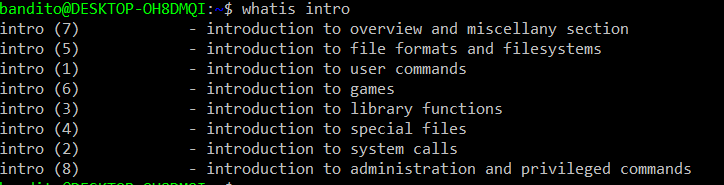 bandito@DESKTOP-OH8DMQI:~$ whatis intro
intro (7)            - introduction to overview and miscellany section
intro (5)            - introduction to file formats and filesystems
intro (1)            - introduction to user commands
intro (6)            - introduction to games
intro (3)            - introduction to library functions
intro (4)            - introduction to special files
intro (2)            - introduction to system calls
intro (8)            - introduction to administration and privileged commands
bandito@DESKTOP-OH8DMQI:~$